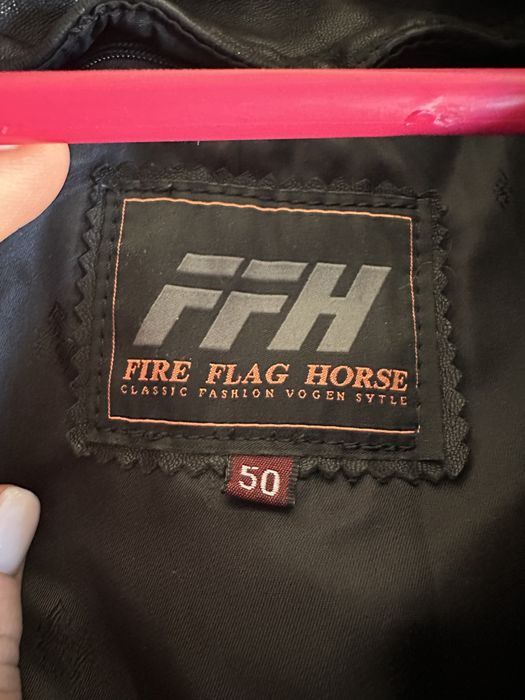 FFH
FIRE FLAG HORSE
CLASSIC FASHION VOGEN SYTLE
50